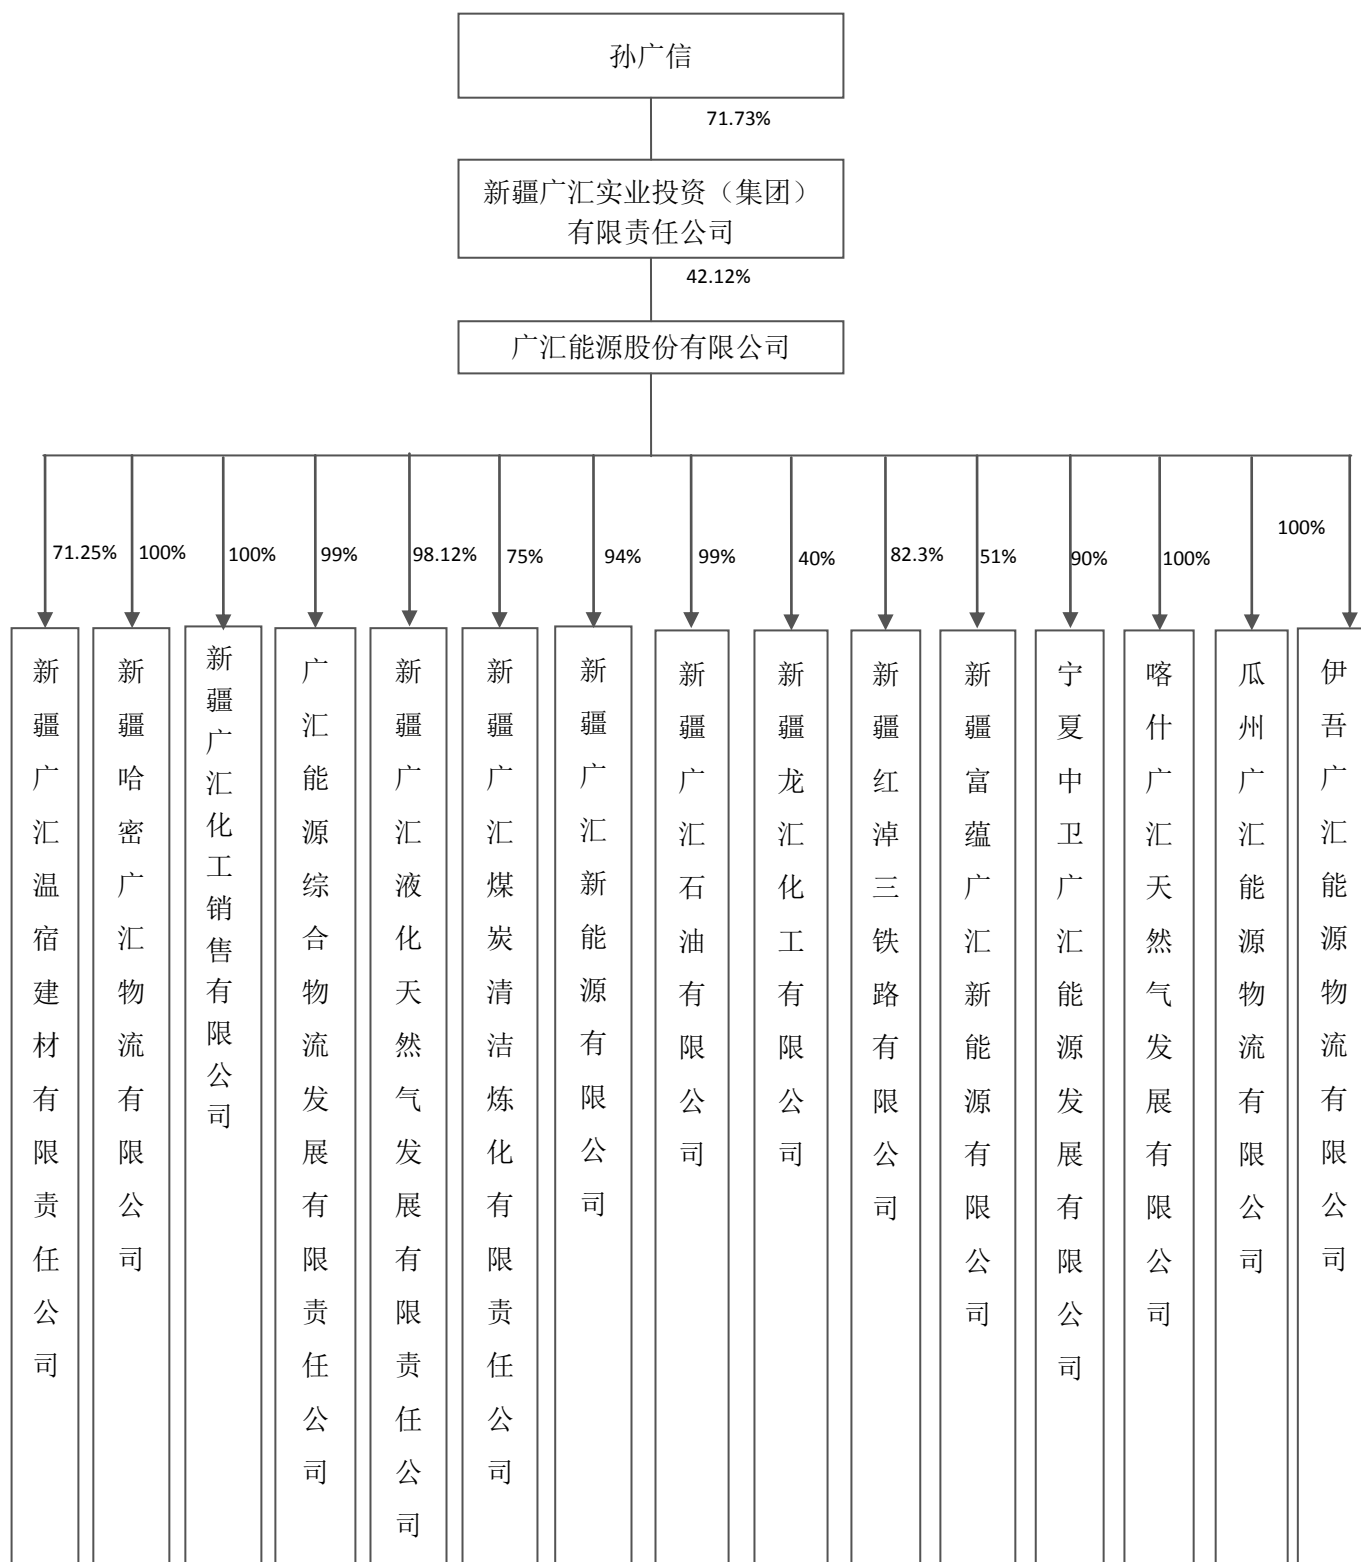 孙广信
71.73%
新疆广汇实业投资（集团）
有限责任公司
42.12%
广汇能源股份有限公司
71.25%
100%
100%
99%
98.12%
75%
94%
99%
40%
82.3%
51%
90%
100%
100%
新疆广汇温宿建材有限责任公司
新疆哈密广汇物流有限公司
新疆广汇化工销售有限公司
广汇能源综合物流发展有限责任公司
新疆广汇液化天然气发展有限责任公司
新疆广汇煤炭清洁炼化有限责任公司
新疆广汇新能源有限公司
新疆广汇石油有限公司
新疆龙汇化工有限公司
新疆红淖三铁路有限公司
新疆富蕴广汇新能源有限公司
宁夏中卫广汇能源发展有限公司
喀什广汇天然气发展有限公司
瓜州广汇能源物流有限公司
伊吾广汇能源物流有限公司